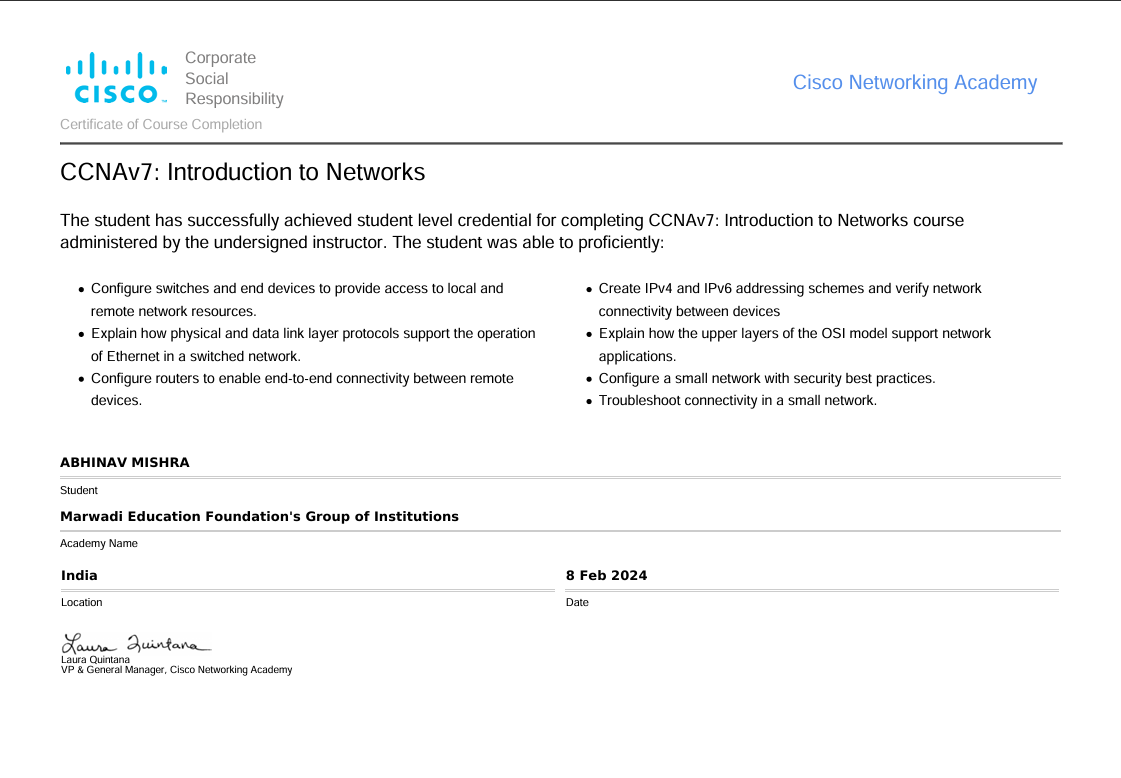 CISCO
Corporate
Social
Responsibility
Cisco Networking Academy
Certificate of Course Completion
CCNAv7: Introduction to Networks
The student has successfully achieved student level credential for completing CCNAv7: Introduction to Networks course
administered by the undersigned instructor. The student was able to proficiently:
• Configure switches and end devices to provide access to local and
remote network resources.
• Explain how physical and data link layer protocols support the operation
of Ethernet in a switched network.
• Configure routers to enable end-to-end connectivity between remote
devices.
• Create IPv4 and IPv6 addressing schemes and verify network
connectivity between devices
• Explain how the upper layers of the OSI model support network
applications.
• Configure a small network with security best practices.
• Troubleshoot connectivity in a small network.
ABHINAV MISHRA
Student
Marwadi Education Foundation's Group of Institutions
Academy Name
India
Location
8 Feb 2024
Date
Laura Quintana
Laura Quintana
VP & General Manager, Cisco Networking Academy